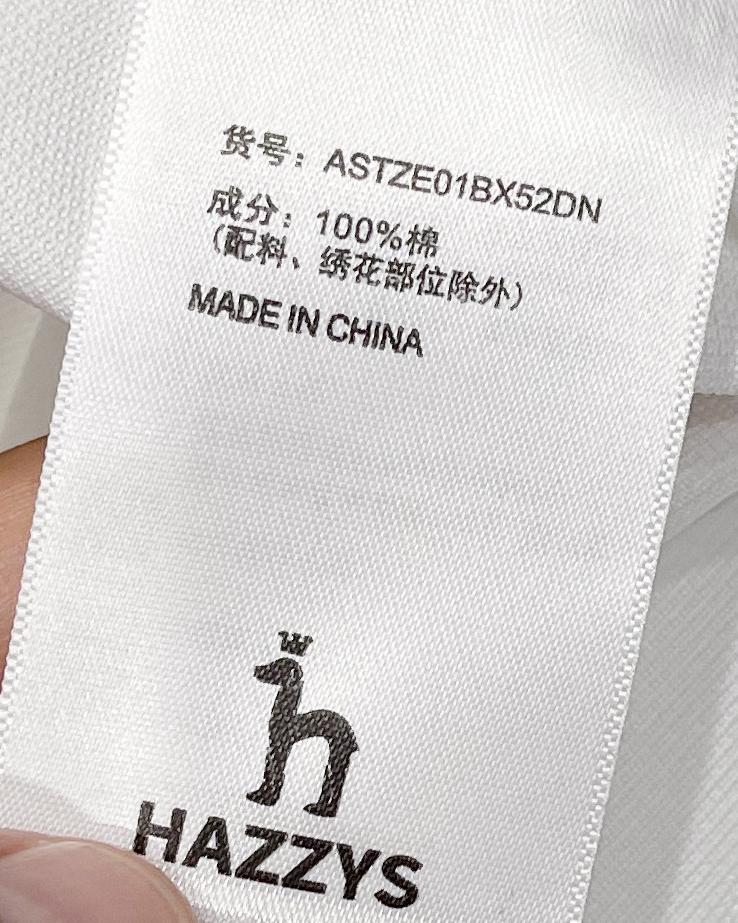 货号：ASTZE01BX52DN
成分：100%棉
（配料、绣花部位除外）
MADE IN CHINA
HAZZYS